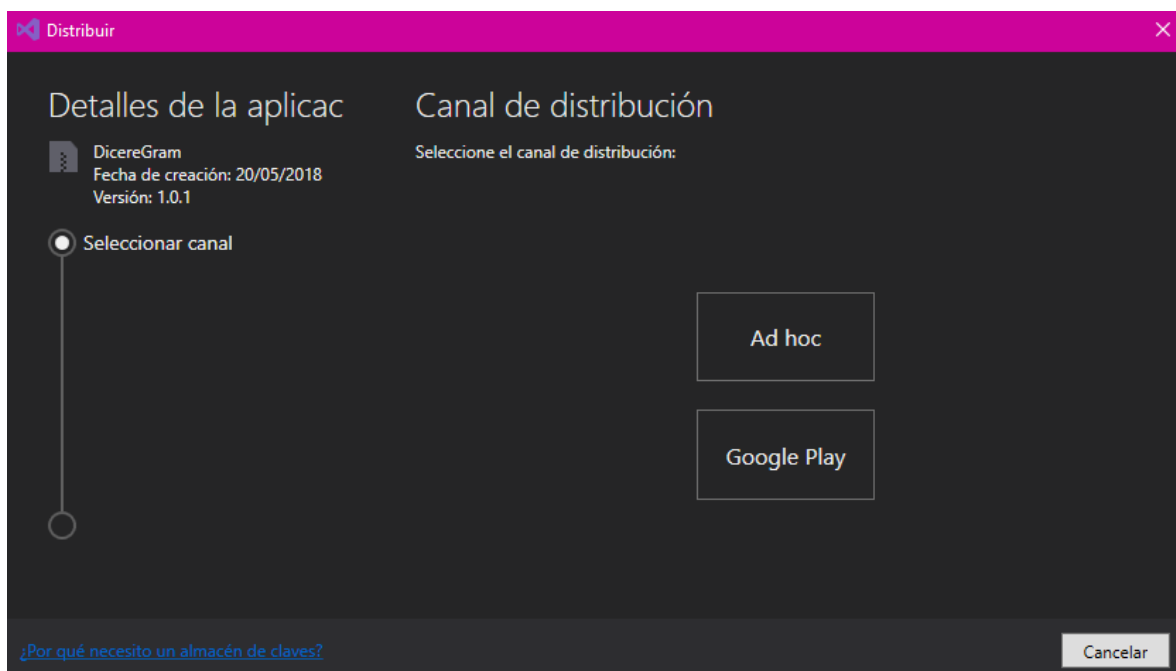 Distribuir
Detalles de la aplicac
DicereGram
Fecha de creación: 20/05/2018
Versión: 1.0.1
Seleccionar canal
Canal de distribución
Seleccione el canal de distribución:
Ad hoc
Google Play
¿Por qué necesito un almacén de claves?
Cancelar